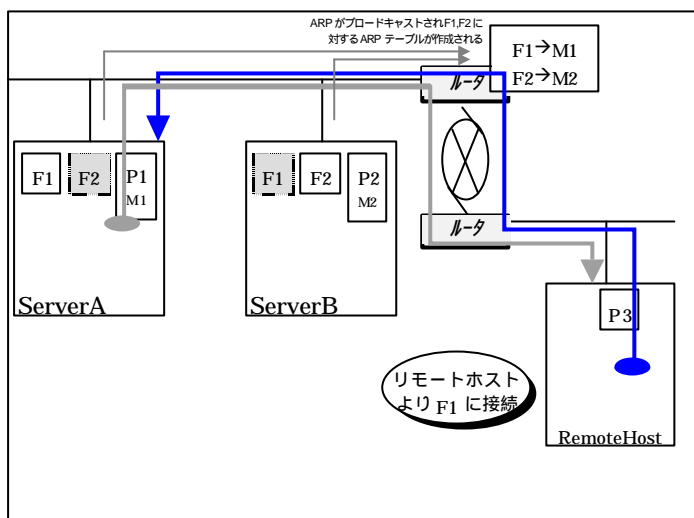 ARP がブロードキャストされF1,F2 に
対する ARP テーブルが作成される
F1→M1
F2→M2
ルータ
F1
F2
P1
M1
F1
F2
P2
M2
ルータ
ServerA
ServerB
P3
リモートホスト
より F1 に接続
RemoteHost